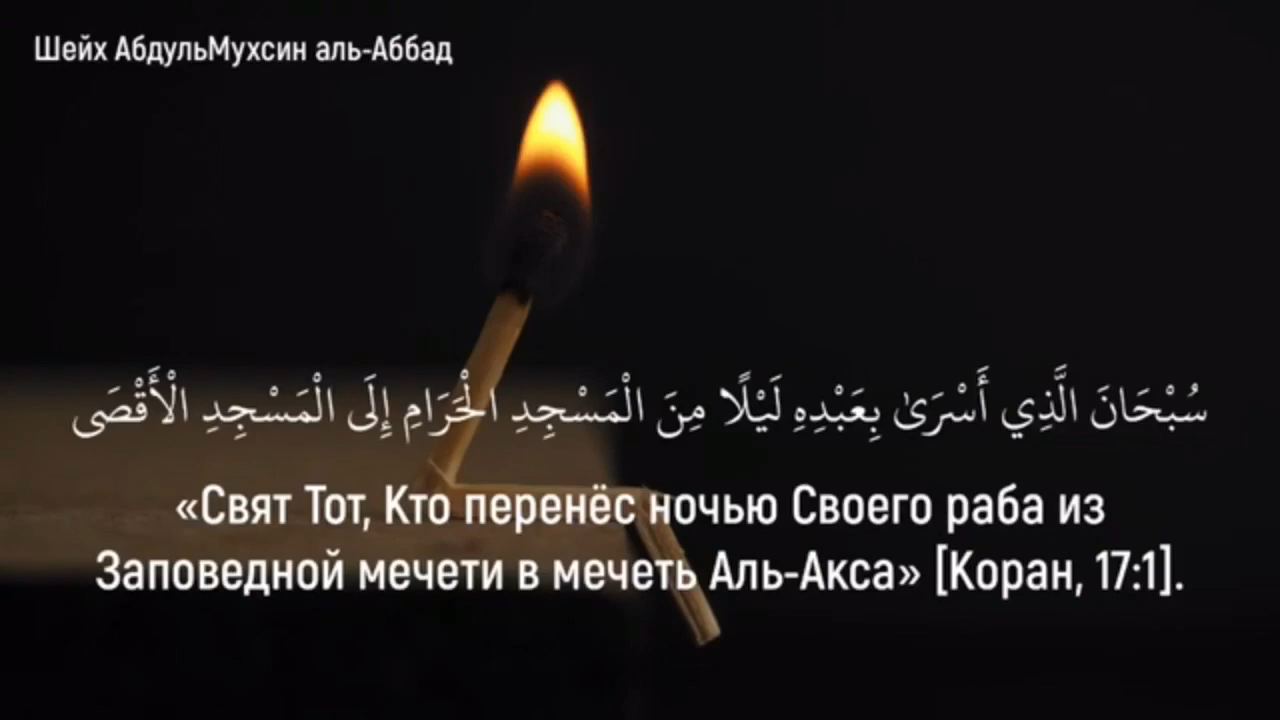 Шейх АбдульМухсин аль-Аббад
سُبْحَانَ الَّذِي أَسْرَىٰ بِعَبْدِهِ لَيْلًا مِنَ الْمَسْجِدِ الْحَرَامِ إِلَى الْمَسْجِدِ الْأَقْصَى
«Свят Тот, Кто перенёс ночью Своего раба из
Заповедной мечети в мечеть Аль-Акса» [Коран, 17:1].